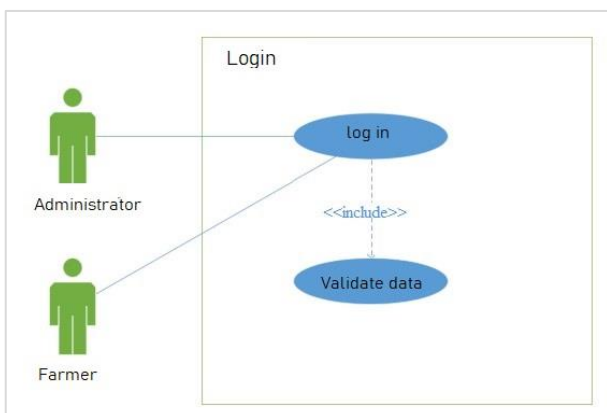 Login
log in
Administrator
<<include>>
Validate data
Farmer